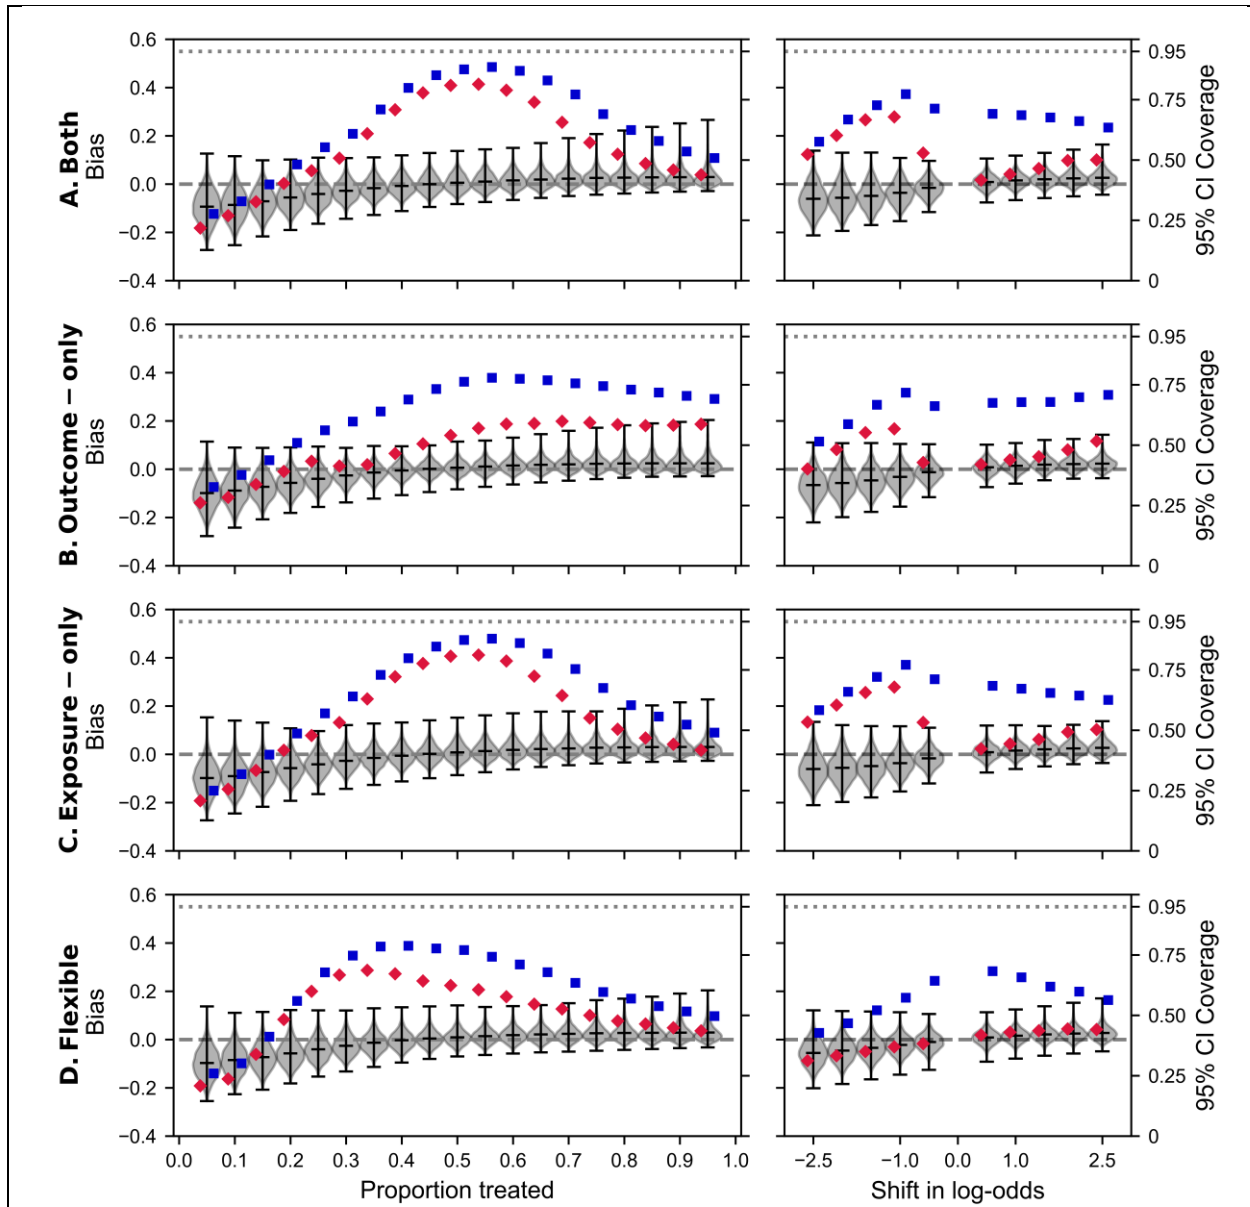 A. Both
Bias
0.6
0.4
0.2
0.0
−0.2
−0.4
0.95
0.75
0.50
0.25
0
95% CI Coverage
B. Outcome − only
Bias
0.6
0.4
0.2
0.0
−0.2
−0.4
0.95
0.75
0.50
0.25
0
95% CI Coverage
C. Exposure − only
Bias
0.6
0.4
0.2
0.0
−0.2
−0.4
0.95
0.75
0.50
0.25
0
95% CI Coverage
D. Flexible
Bias
0.6
0.4
0.2
0.0
−0.2
−0.4
0.95
0.75
0.50
0.25
0
95% CI Coverage
0.0 0.1 0.2 0.3 0.4 0.5 0.6 0.7 0.8 0.9 1.0
Proportion treated
−2.5 −1.0 0.0 1.0 2.5
Shift in log-odds